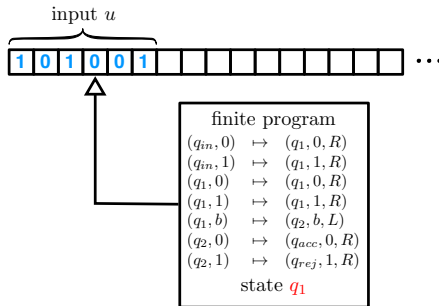 input u
1 0 1 0 0 1 ...
finite program
(q_in, 0) ↦ (q_1, 0, R)
(q_in, 1) ↦ (q_1, 1, R)
(q_1, 0) ↦ (q_1, 0, R)
(q_1, 1) ↦ (q_1, 1, R)
(q_1, b) ↦ (q_2, b, L)
(q_2, 0) ↦ (q_acc, 0, R)
(q_2, 1) ↦ (q_rej, 1, R)
state q_1